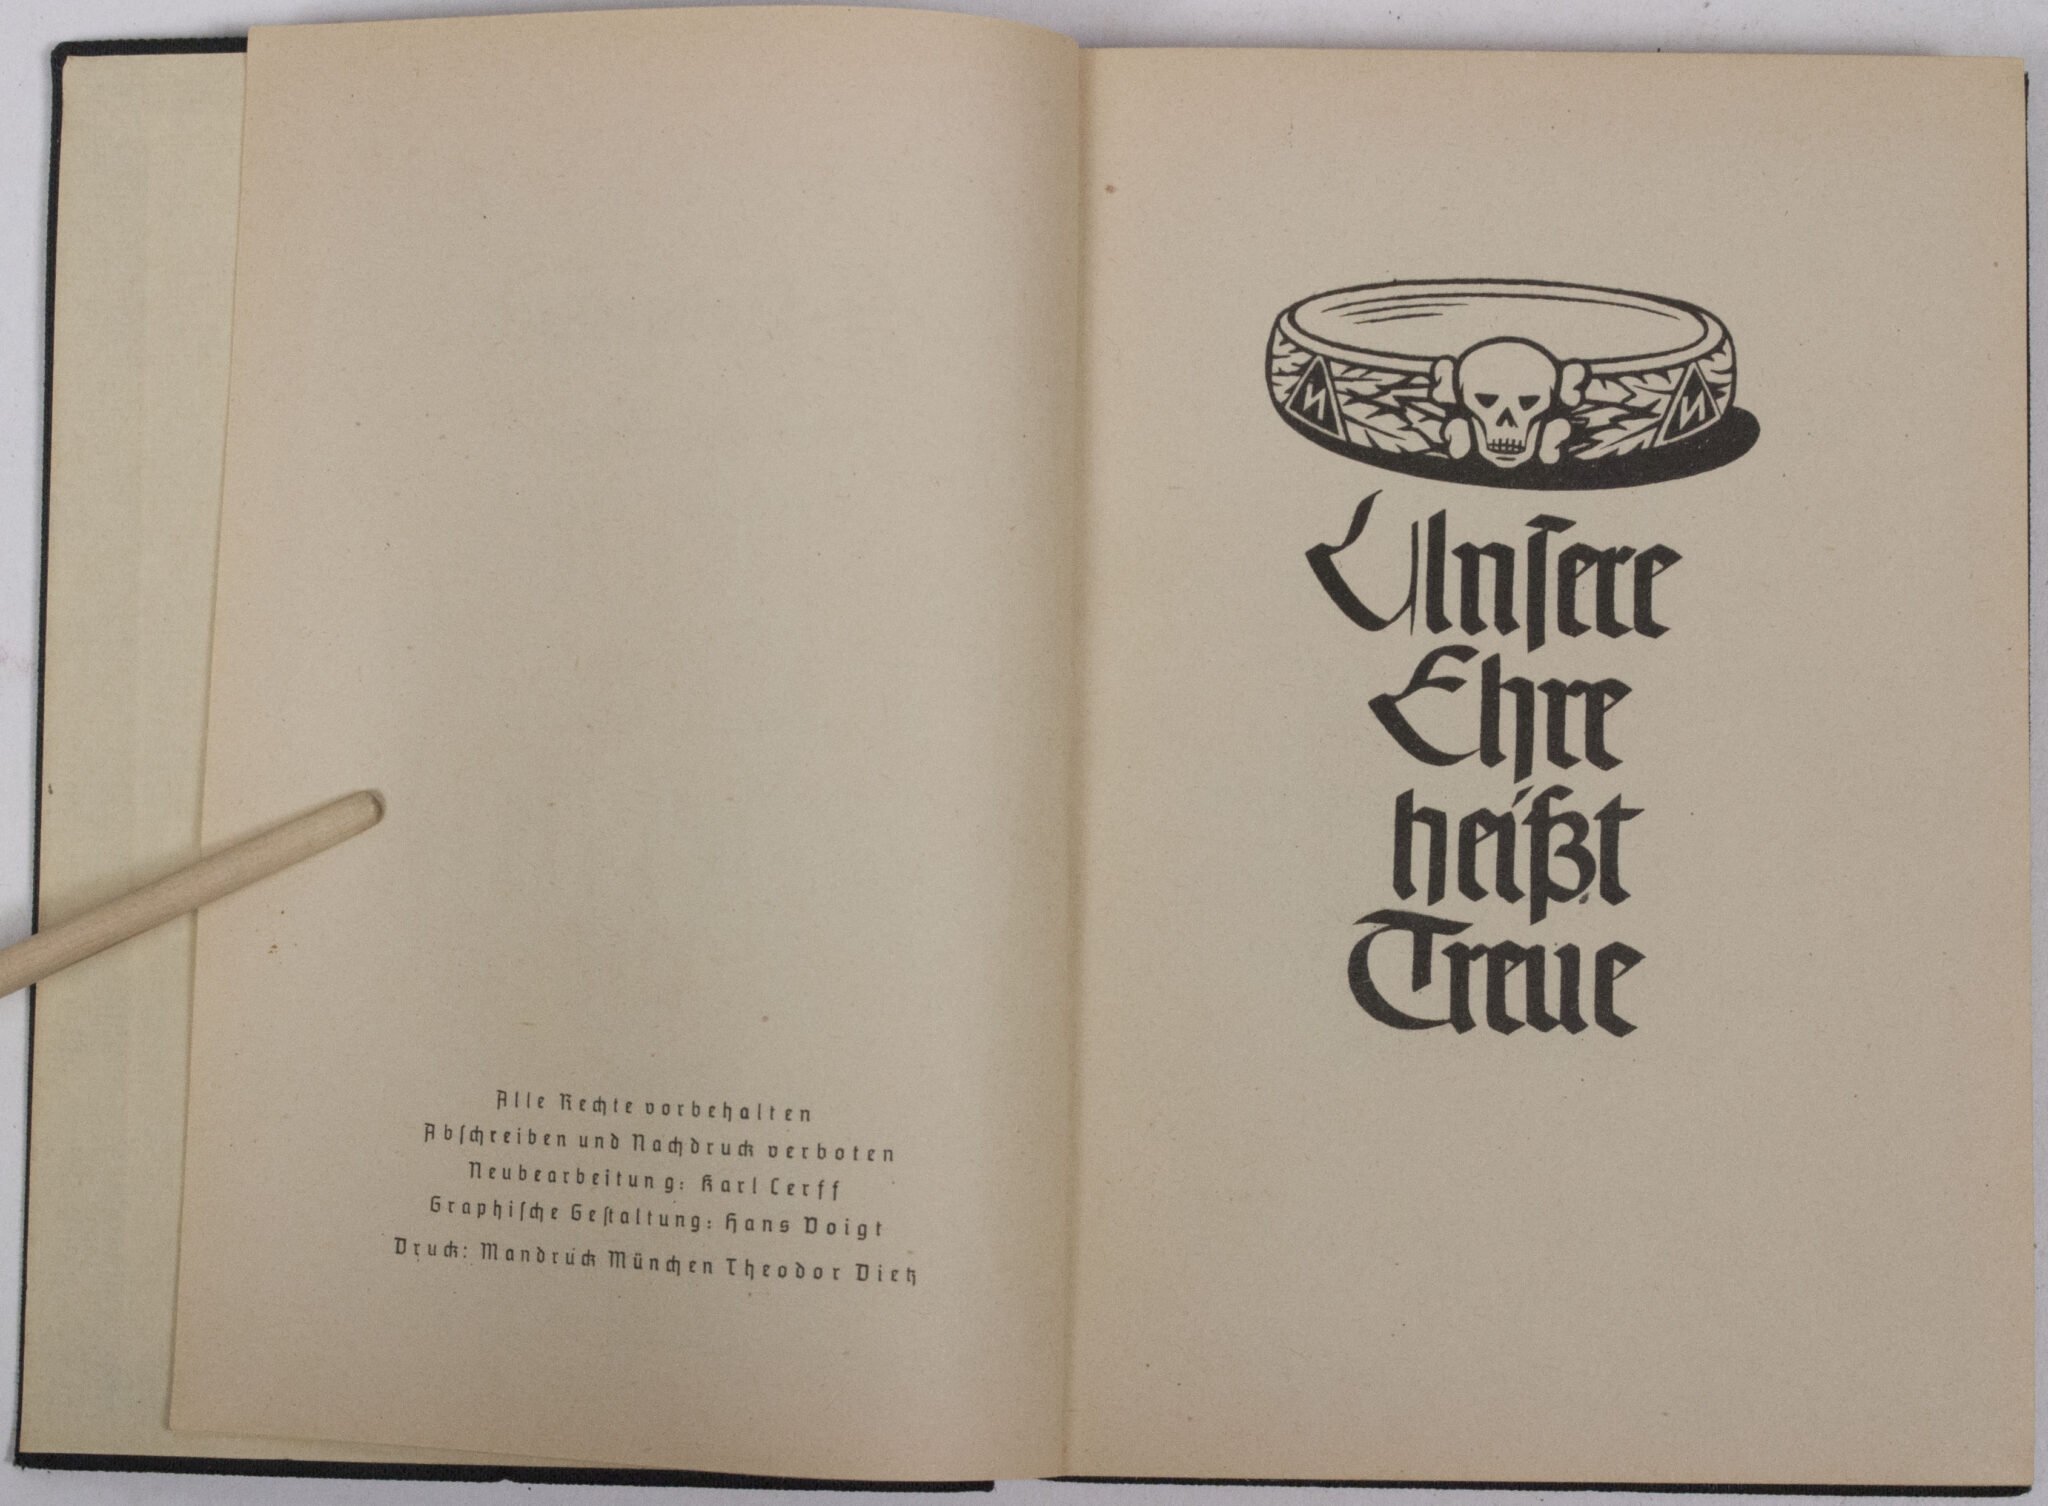 Alle Rechte vorbehalten
Abſchreiben und Nachdruck verboten
Neubearbeitung: Karl Cerff
Graphiſche Geſtaltung: Hans Voigt
Druck: Mandruck München Theodor Dietz
Unſere
Ehre
heißt
Treue